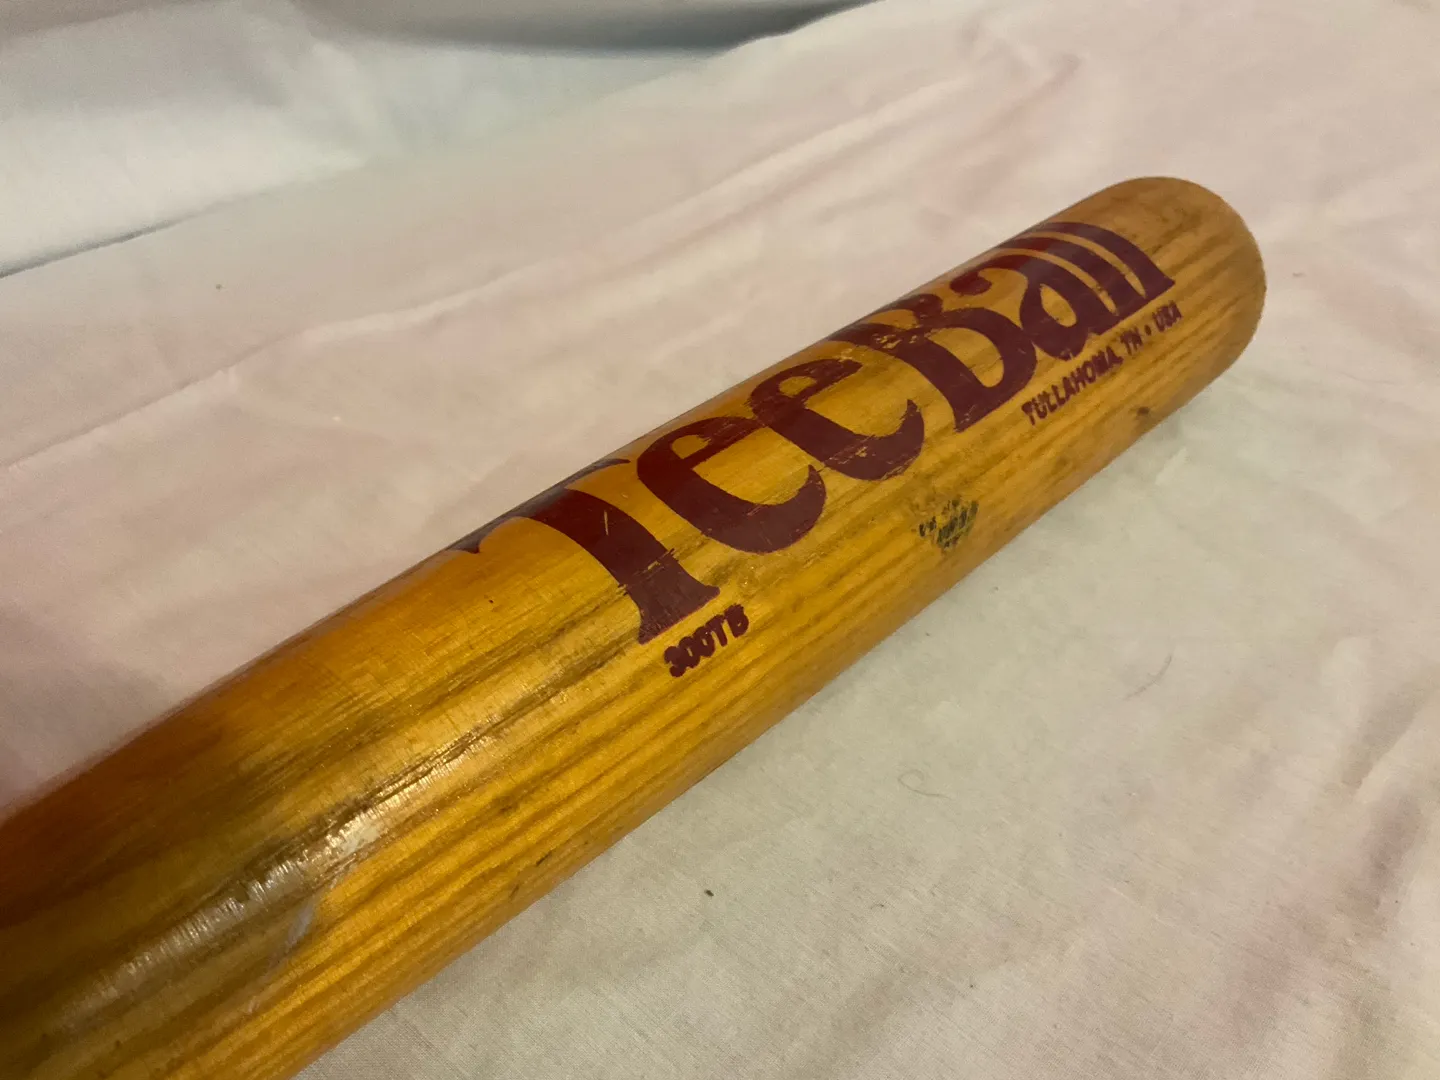 TeeBall
TULLAHOMA, TN • USA
300TB